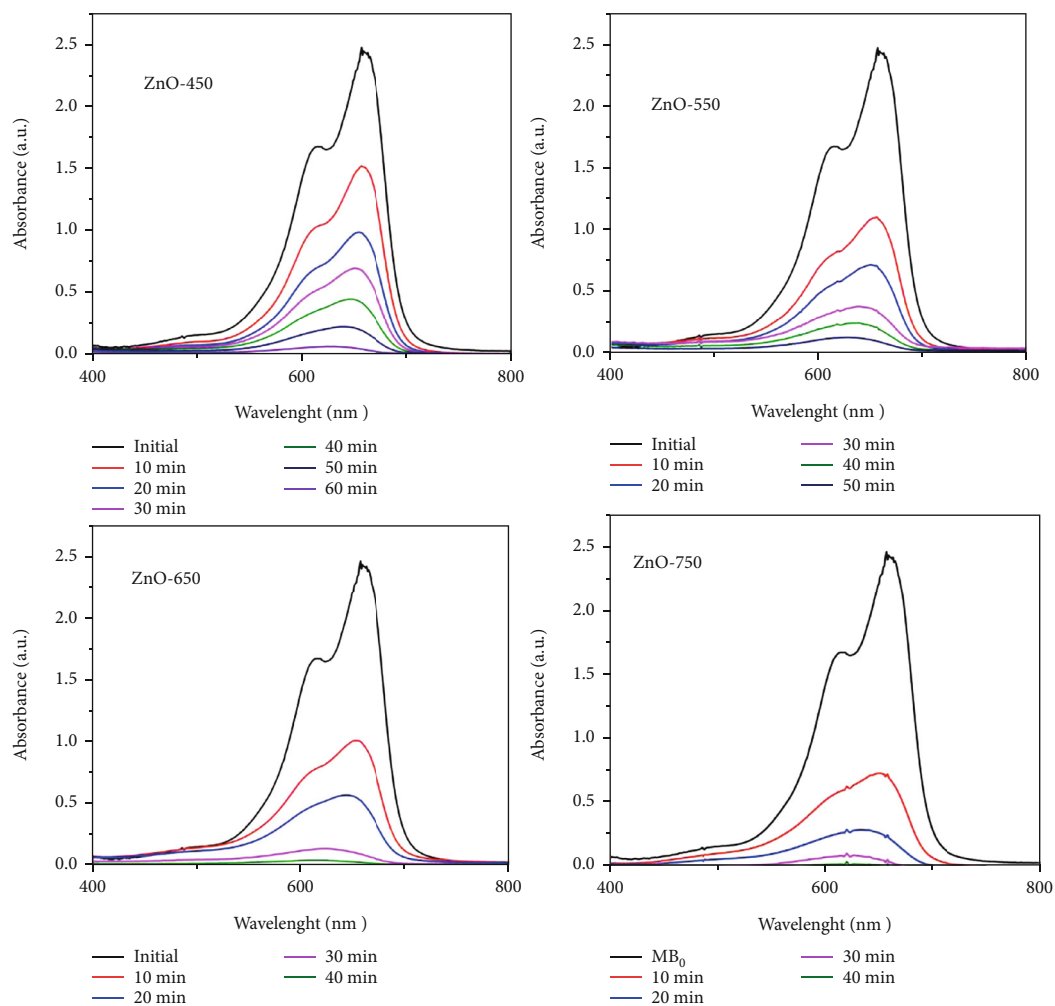 2.5
2.0
1.5
1.0
0.5
0.0
Absorbance (a.u.)
ZnO-450
400
600
800
Wavelenght (nm )
Initial
10 min
20 min
30 min
40 min
50 min
60 min
2.5
2.0
1.5
1.0
0.5
0.0
Absorbance (a.u.)
ZnO-550
400
600
800
Wavelenght (nm )
Initial
10 min
20 min
30 min
40 min
50 min
2.5
2.0
1.5
1.0
0.5
0.0
Absorbance (a.u.)
ZnO-650
400
600
800
Wavelenght (nm )
Initial
10 min
20 min
30 min
40 min
2.5
2.0
1.5
1.0
0.5
0.0
Absorbance (a.u.)
ZnO-750
400
600
800
Wavelenght (nm )
MB₀
10 min
20 min
30 min
40 min